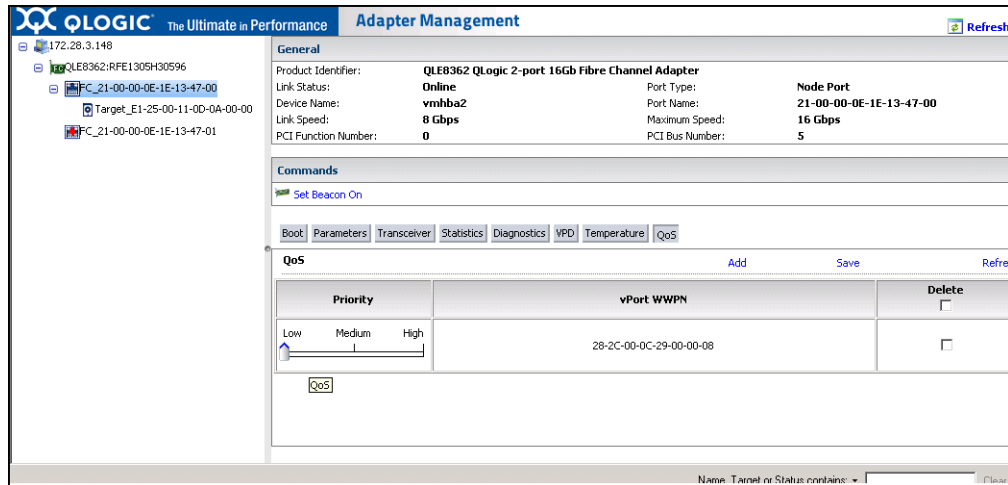 QLOGIC The Ultimate in Performance Adapter Management
Refresh
172.28.3.148
QLE8362:RFE1305H30596
FC_21-00-00-0E-1E-13-47-00
Target_E1-25-00-11-0D-0A-00-00
FC_21-00-00-0E-1E-13-47-01
General
Product Identifier: QLE8362 QLogic 2-port 16Gb Fibre Channel Adapter
Link Status: Online Port Type: Node Port
Device Name: vmhba2 Port Name: 21-00-00-0E-1E-13-47-00
Link Speed: 8 Gbps Maximum Speed: 16 Gbps
PCI Function Number: 0 PCI Bus Number: 5
Commands
Set Beacon On
Boot Parameters Transceiver Statistics Diagnostics VPD Temperature QoS
QoS Add Save Refre
Priority vPort WWPN Delete
Low Medium High
28-2C-00-0C-29-00-00-08
QoS
Name, Target or Status contains: Clear